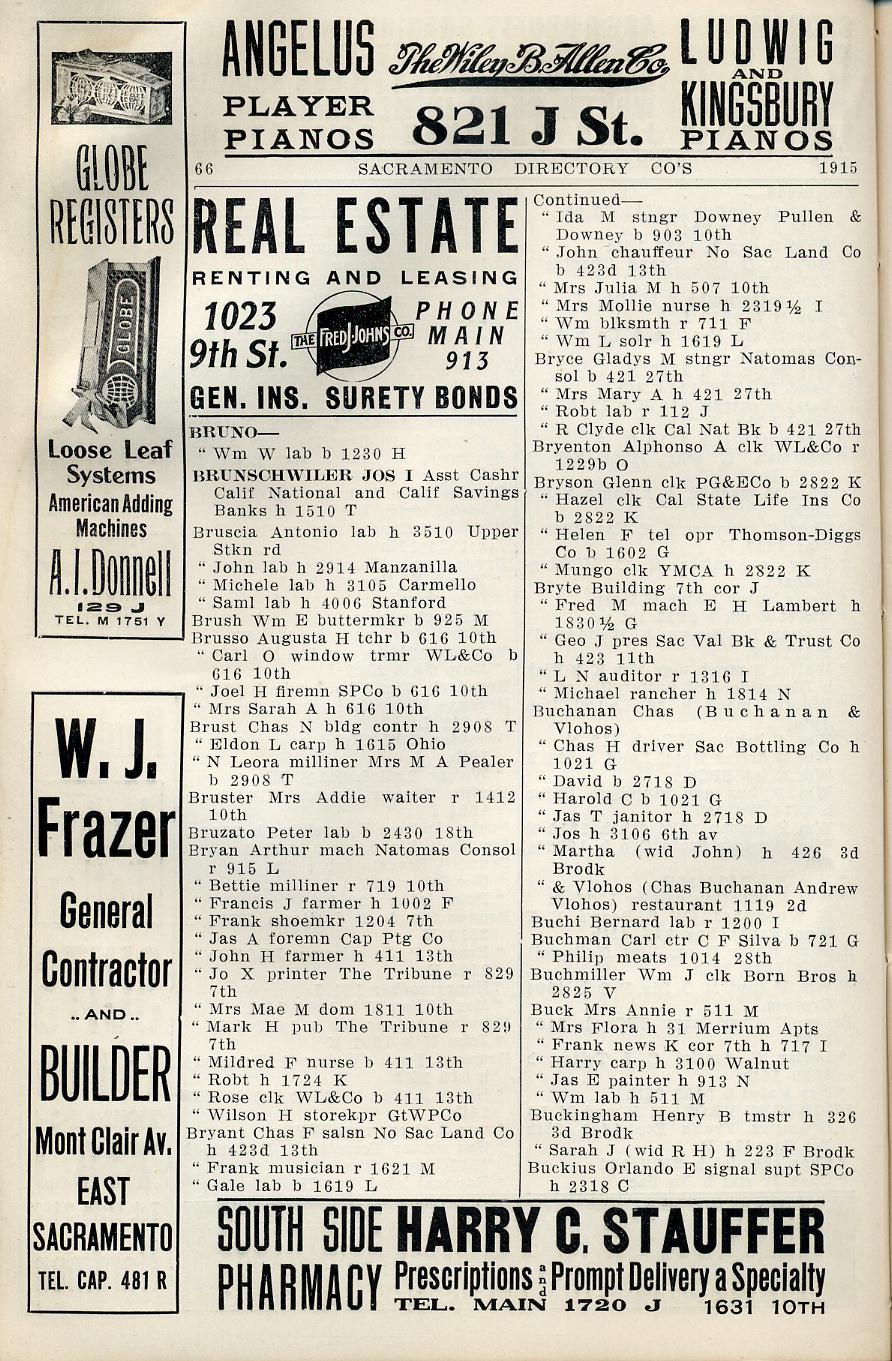 ANGELUS
PLAYER
PIANOS
The Wiley B. Allen Co.
821 J St.
LUDWIG
AND
KINGSBURY
PIANOS
66 SACRAMENTO DIRECTORY CO'S 1915
GLOBE
REGISTERS
GLOBE
Loose Leaf
Systems
American Adding
Machines
A.I. Donnell
129 J
TEL. M 1751 Y
W. J.
Frazer
General
Contractor
.. AND ..
BUILDER
Mont Clair Av.
EAST
SACRAMENTO
TEL. CAP. 481 R
REAL ESTATE
RENTING AND LEASING
1023
9th St.
THE FRED J. JOHNS CO.
PHONE
MAIN
913
GEN. INS. SURETY BONDS
BRUNO—
“ Wm W lab b 1230 H
BRUNSCHWILER JOS I Asst Cashr
Calif National and Calif Savings
Banks h 1510 T
Bruscia Antonio lab h 3510 Upper
Stkn rd
“ John lab h 2914 Manzanilla
“ Michele lab h 3105 Carmello
“ Saml lab h 4006 Stanford
Brush Wm E buttermkr b 925 M
Brusso Augusta H tchr b 616 10th
“ Carl O window trmr WL&Co b
616 10th
“ Joel H firemn SPCo b 616 10th
“ Mrs Sarah A h 616 10th
Brust Chas N bldg contr h 2908 T
“ Eldon L carp h 1615 Ohio
“ N Leora milliner Mrs M A Pealer
b 2908 T
Bruster Mrs Addie waiter r 1412
10th
Bruzato Peter lab b 2430 18th
Bryan Arthur mach Natomas Consol
r 915 L
“ Bettie milliner r 719 10th
“ Francis J farmer h 1002 F
“ Frank shoemkr 1204 7th
“ Jas A foremn Cap Ptg Co
“ John H farmer h 411 13th
“ Jo X printer The Tribune r 829
7th
“ Mrs Mae M dom 1811 10th
“ Mark H pub The Tribune r 829
7th
“ Mildred F nurse b 411 13th
“ Robt h 1724 K
“ Rose clk WL&Co b 411 13th
“ Wilson H storekpr GtWPCo
Bryant Chas F salsn No Sac Land Co
h 423d 13th
“ Frank musician r 1621 M
“ Gale lab b 1619 L
Continued—
“ Ida M stngr Downey Pullen &
Downey b 903 10th
“ John chauffeur No Sac Land Co
b 423d 13th
“ Mrs Julia M h 507 10th
“ Mrs Mollie nurse h 2319½ I
“ Wm blksmth r 711 F
“ Wm L solr h 1619 L
Bryce Gladys M stngr Natomas Con-
sol b 421 27th
“ Mrs Mary A h 421 27th
“ Robt lab r 112 J
“ R Clyde clk Cal Nat Bk b 421 27th
Bryenton Alphonso A clk WL&Co r
1229b O
Bryson Glenn clk PG&ECo b 2822 K
“ Hazel clk Cal State Life Ins Co
b 2822 K
“ Helen F tel opr Thomson-Diggs
Co b 1602 G
“ Mungo clk YMCA h 2822 K
Bryte Building 7th cor J
“ Fred M mach E H Lambert h
1830½ G
“ Geo J pres Sac Val Bk & Trust Co
h 423 11th
“ L N auditor r 1316 I
“ Michael rancher h 1814 N
Buchanan Chas (Buchanan &
Vlohos)
“ Chas H driver Sac Bottling Co h
1021 G
“ David b 2718 D
“ Harold C b 1021 G
“ Jas T janitor h 2718 D
“ Jos h 3106 6th av
“ Martha (wid John) h 426 3d
Brodk
“ & Vlohos (Chas Buchanan Andrew
Vlohos) restaurant 1119 2d
Buchi Bernard lab r 1200 I
Buchman Carl ctr C F Silva b 721 G
“ Philip meats 1014 28th
Buchmiller Wm J clk Born Bros h
2825 V
Buck Mrs Annie r 511 M
“ Mrs Flora h 31 Merrium Apts
“ Frank news K cor 7th h 717 I
“ Harry carp h 3100 Walnut
“ Jas E painter h 913 N
“ Wm lab h 511 M
Buckingham Henry B tmstr h 326
3d Brodk
“ Sarah J (wid R H) h 223 F Brodk
Buckius Orlando E signal supt SPCo
h 2318 C
SOUTH SIDE
PHARMACY
HARRY C. STAUFFER
Prescriptions and Prompt Delivery a Specialty
TEL. MAIN 1720 J 1631 10TH